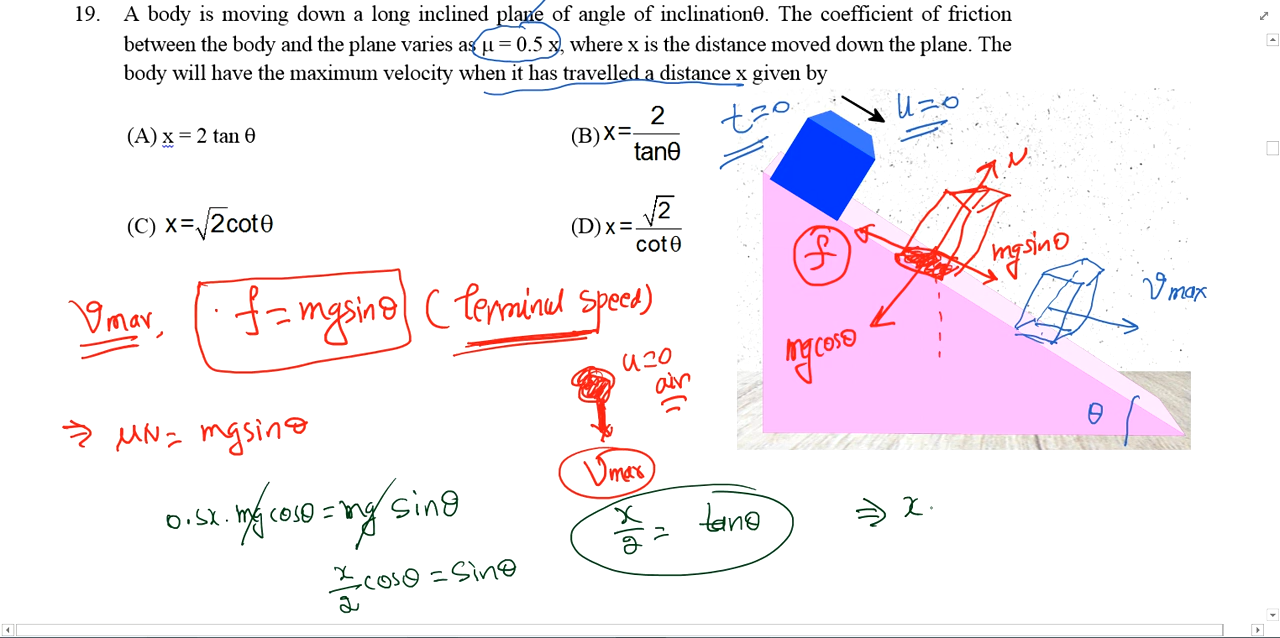 19. A body is moving down a long inclined plane of angle of inclinationθ. The coefficient of friction
between the body and the plane varies as μ = 0.5 x, where x is the distance moved down the plane. The
body will have the maximum velocity when it has travelled a distance x given by
(A) x = 2 tan θ
(B) x = 2/tanθ
(C) x = √2 cotθ
(D) x = √2/cotθ
t=0
u=0
N
f
mgsinθ
mgcosθ
Vmax
θ
Vmax, f = mgsinθ (terminal speed)
u=0
air
Vmax
⇒ μN = mgsinθ
0.5x. mg cosθ = mg sinθ
x/2 cosθ = sinθ
x/2 = tanθ
⇒ x.